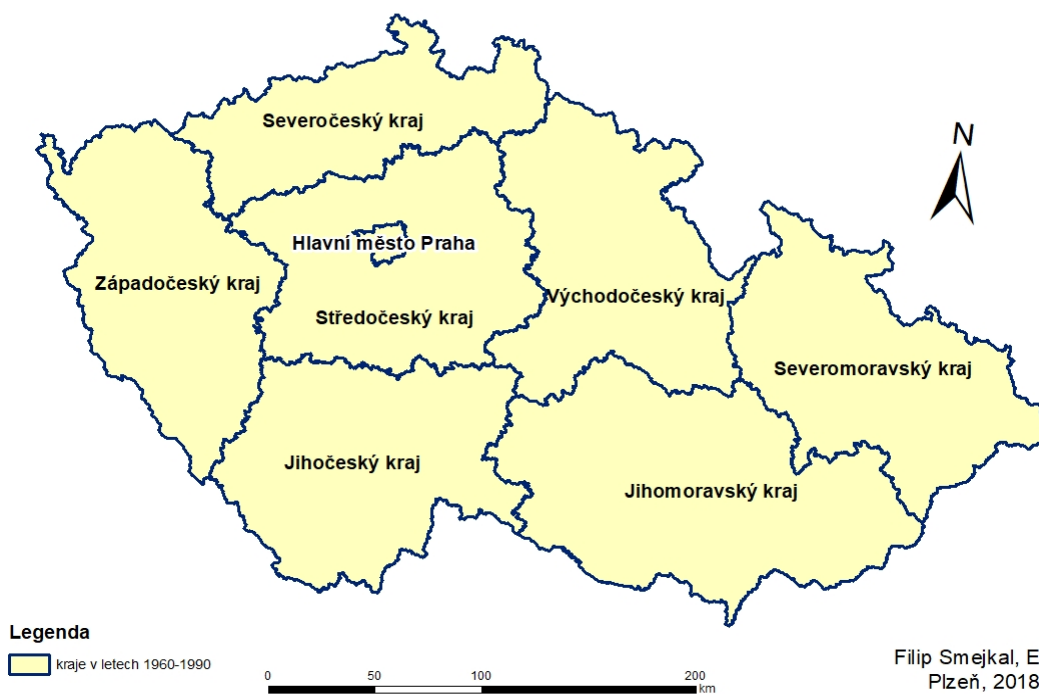 N
Severočeský kraj
Hlavní město Praha
Západočeský kraj
Východočeský kraj
Středočeský kraj
Severomoravský kraj
Jihočeský kraj
Jihomoravský kraj
Legenda
kraje v letech 1960-1990
0 50 100 200
km
Filip Smejkal, E
Plzeň, 2018